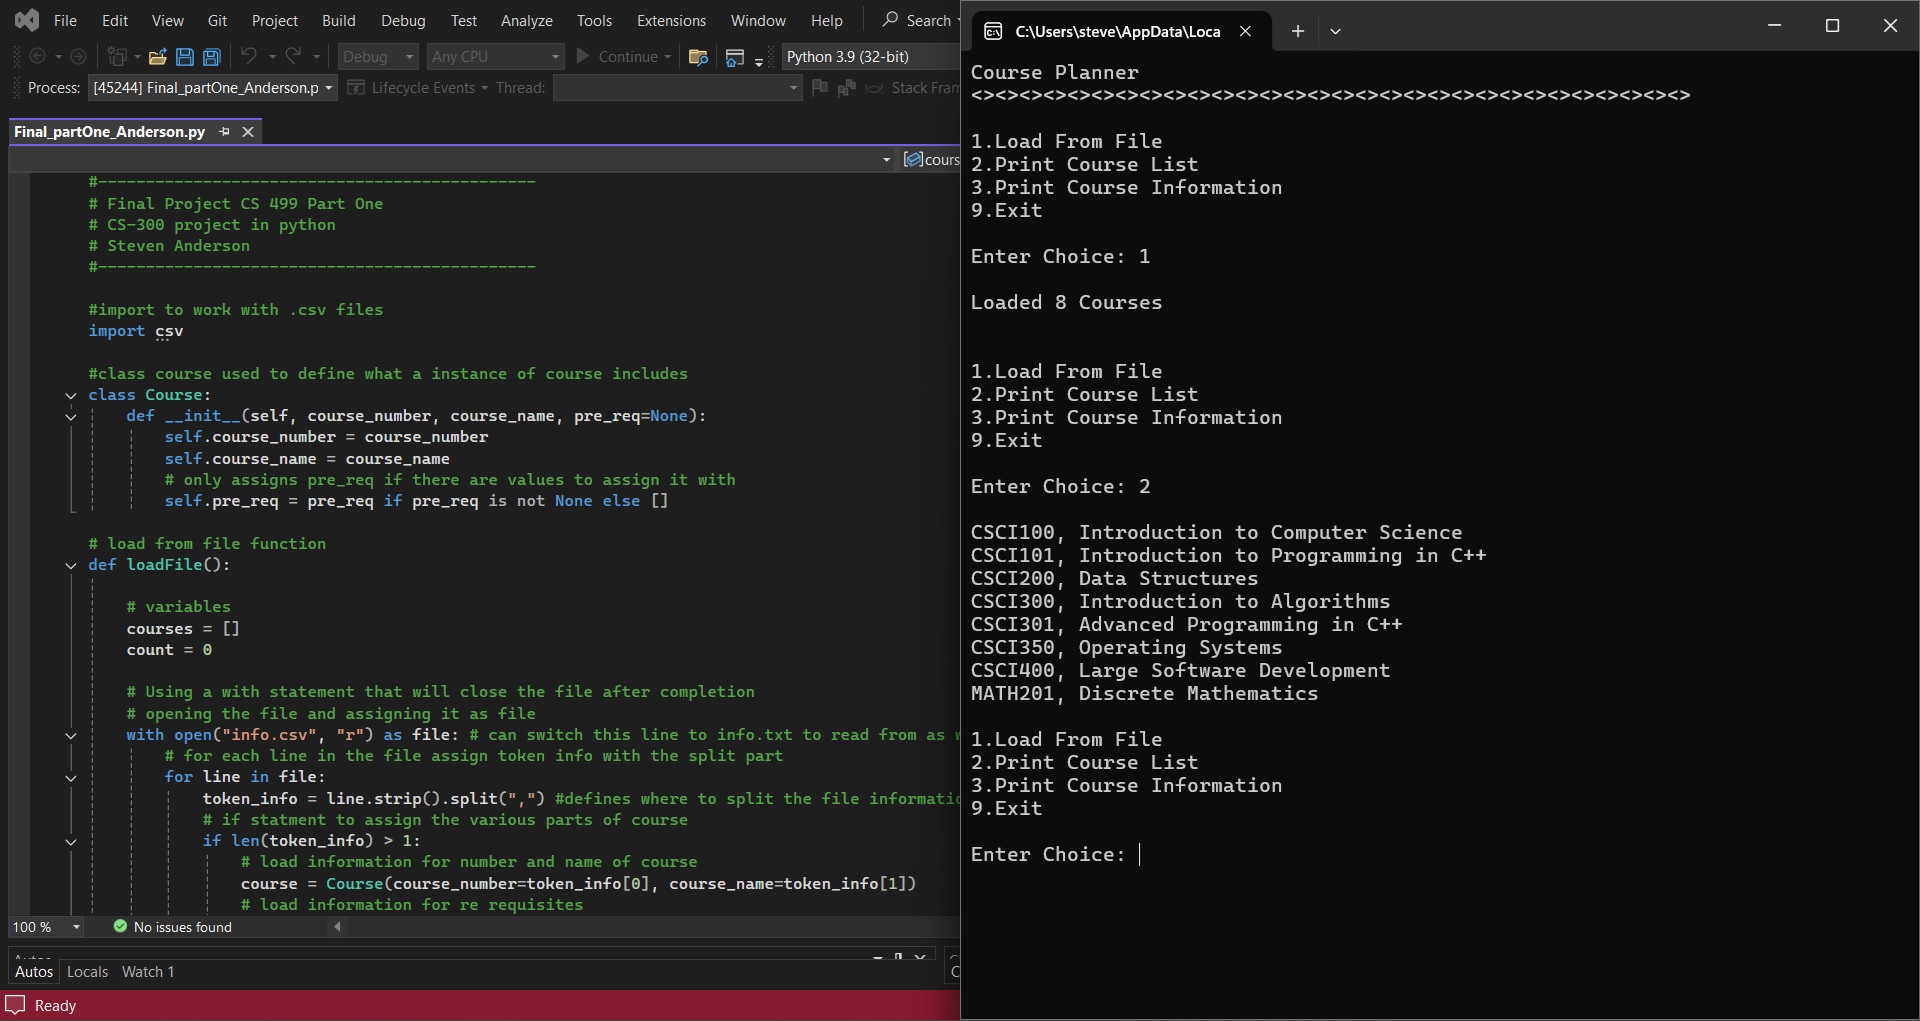 File Edit View Git Project Build Debug Test Analyze Tools Extensions Window Help Search
Debug Any CPU Continue Python 3.9 (32-bit)
Process: [45244] Final_partOne_Anderson.p Lifecycle Events Thread: Stack Fram
Final_partOne_Anderson.py
cours
#----------------------------------------------
# Final Project CS 499 Part One
# CS-300 project in python
# Steven Anderson
#----------------------------------------------
#import to work with .csv files
import csv
#class course used to define what a instance of course includes
class Course:
def __init__(self, course_number, course_name, pre_req=None):
self.course_number = course_number
self.course_name = course_name
# only assigns pre_req if there are values to assign it with
self.pre_req = pre_req if pre_req is not None else []
# load from file function
def loadFile():
# variables
courses = []
count = 0
# Using a with statement that will close the file after completion
# opening the file and assigning it as file
with open("info.csv", "r") as file: # can switch this line to info.txt to read from as w
# for each line in the file assign token info with the split part
for line in file:
token_info = line.strip().split(",") #defines where to split the file informatio
# if statment to assign the various parts of course
if len(token_info) > 1:
# load information for number and name of course
course = Course(course_number=token_info[0], course_name=token_info[1])
# load information for re requisites
100 % No issues found
Autos Locals Watch 1
Ready
C:\Users\steve\AppData\Loca
Course Planner
<><><><><><><><><><><><><><><><><><><><><><><><><><><><><><>
1.Load From File
2.Print Course List
3.Print Course Information
9.Exit
Enter Choice: 1
Loaded 8 Courses
1.Load From File
2.Print Course List
3.Print Course Information
9.Exit
Enter Choice: 2
CSCI100, Introduction to Computer Science
CSCI101, Introduction to Programming in C++
CSCI200, Data Structures
CSCI300, Introduction to Algorithms
CSCI301, Advanced Programming in C++
CSCI350, Operating Systems
CSCI400, Large Software Development
MATH201, Discrete Mathematics
1.Load From File
2.Print Course List
3.Print Course Information
9.Exit
Enter Choice: